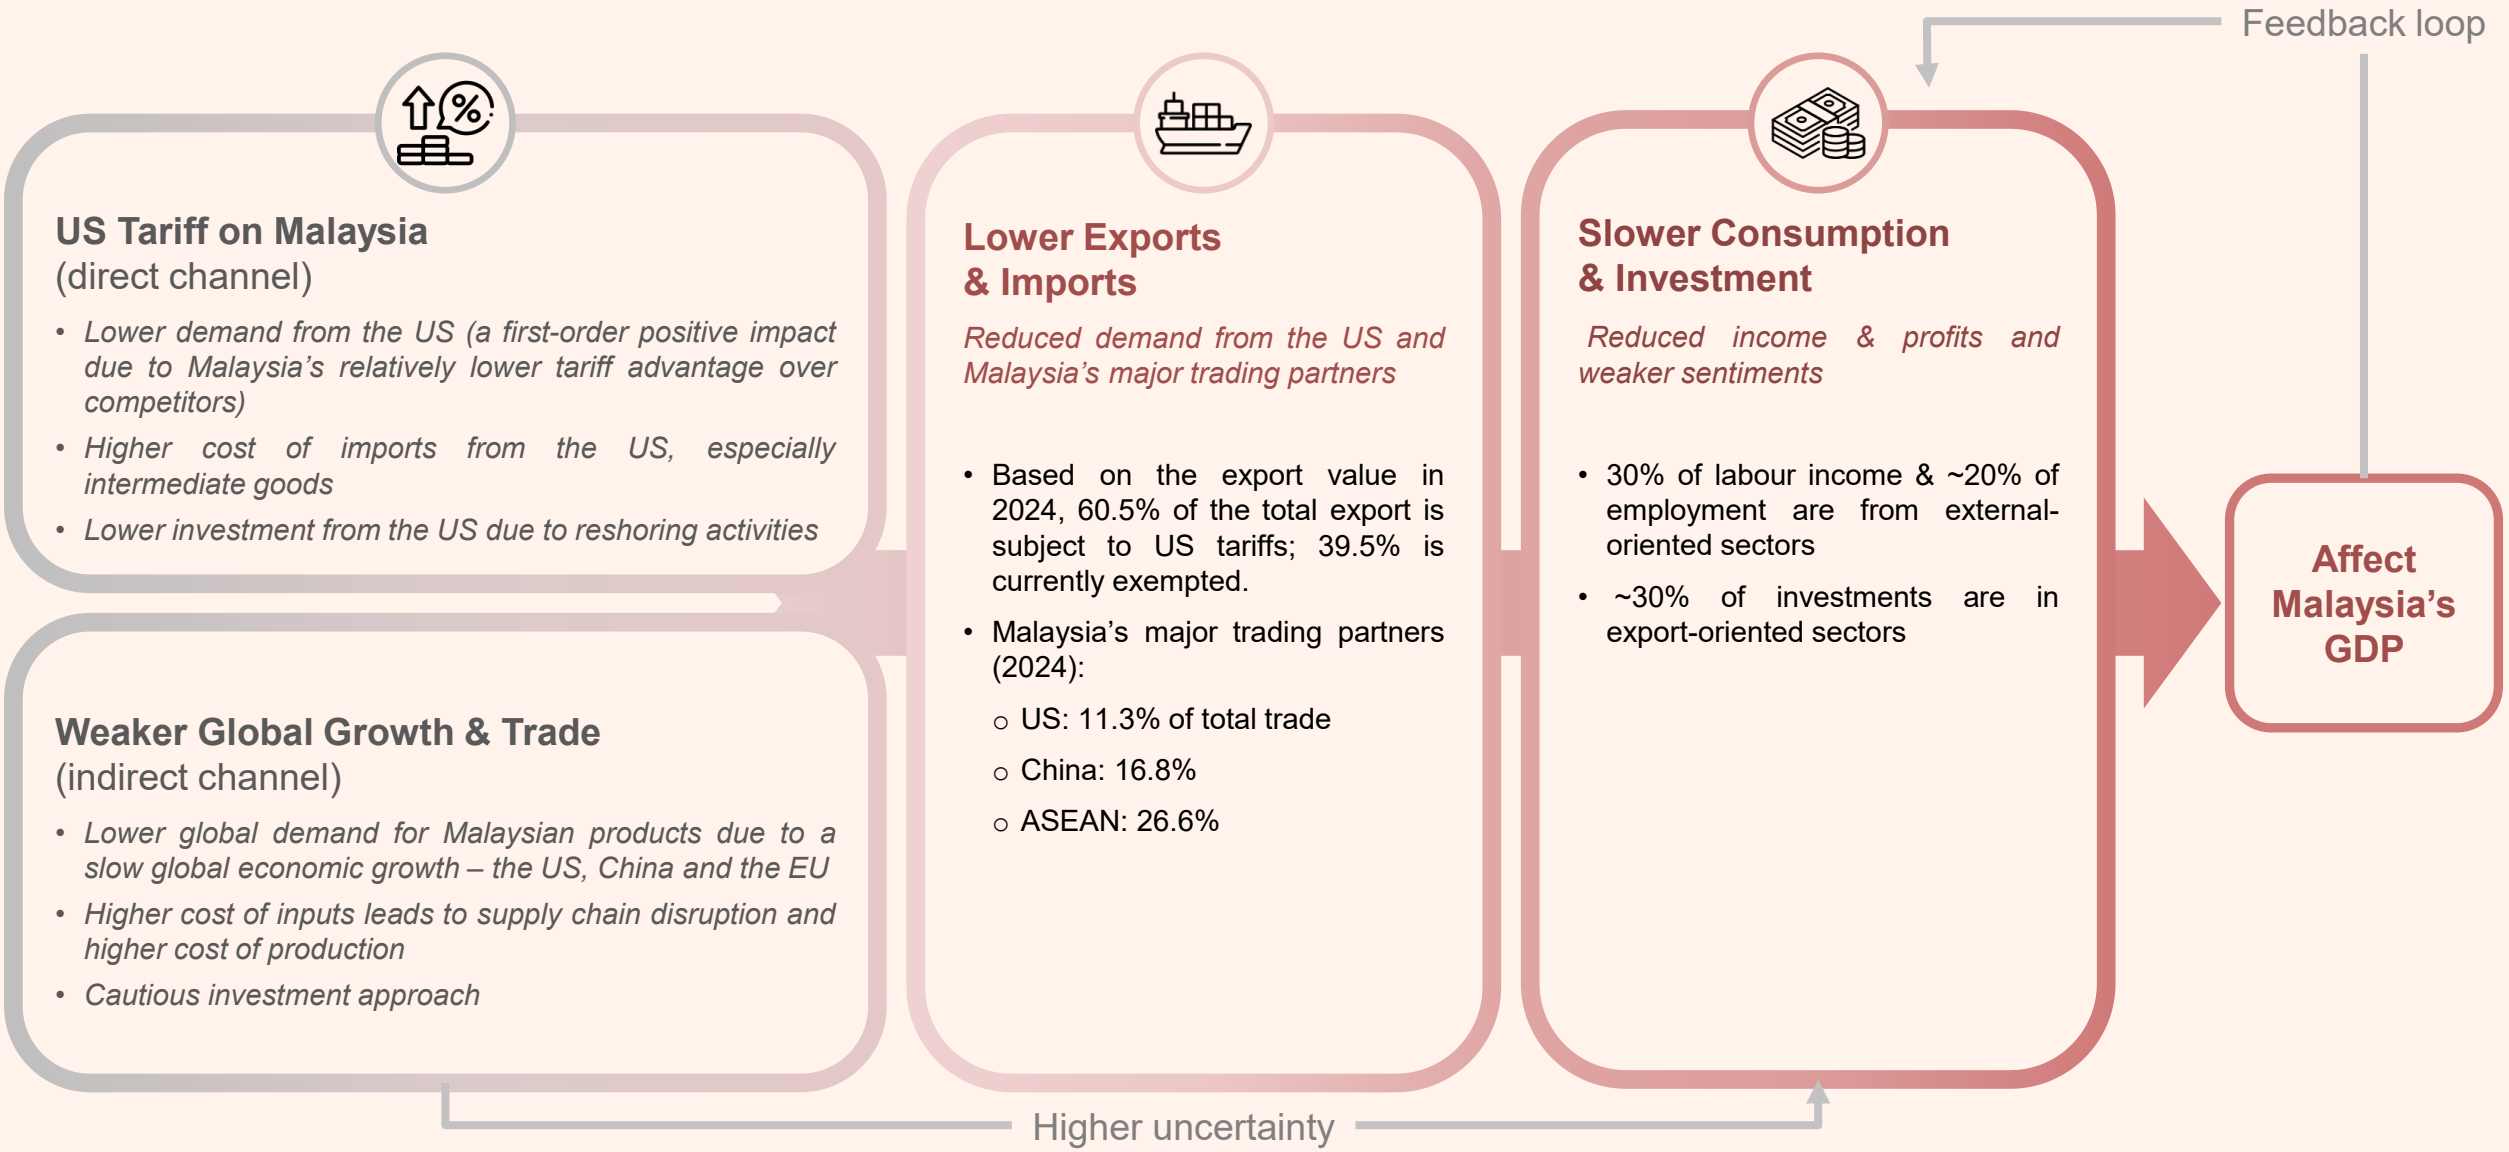 Feedback loop
US Tariff on Malaysia
(direct channel)
• Lower demand from the US (a first-order positive impact
due to Malaysia’s relatively lower tariff advantage over
competitors)
• Higher cost of imports from the US, especially
intermediate goods
• Lower investment from the US due to reshoring activities
Weaker Global Growth & Trade
(indirect channel)
• Lower global demand for Malaysian products due to a
slow global economic growth – the US, China and the EU
• Higher cost of inputs leads to supply chain disruption and
higher cost of production
• Cautious investment approach
Lower Exports
& Imports
Reduced demand from the US and
Malaysia’s major trading partners
• Based on the export value in
2024, 60.5% of the total export is
subject to US tariffs; 39.5% is
currently exempted.
• Malaysia’s major trading partners
(2024):
o US: 11.3% of total trade
o China: 16.8%
o ASEAN: 26.6%
Slower Consumption
& Investment
Reduced income & profits and
weaker sentiments
• 30% of labour income & ~20% of
employment are from external-
oriented sectors
• ~30% of investments are in
export-oriented sectors
Affect
Malaysia’s
GDP
Higher uncertainty
%